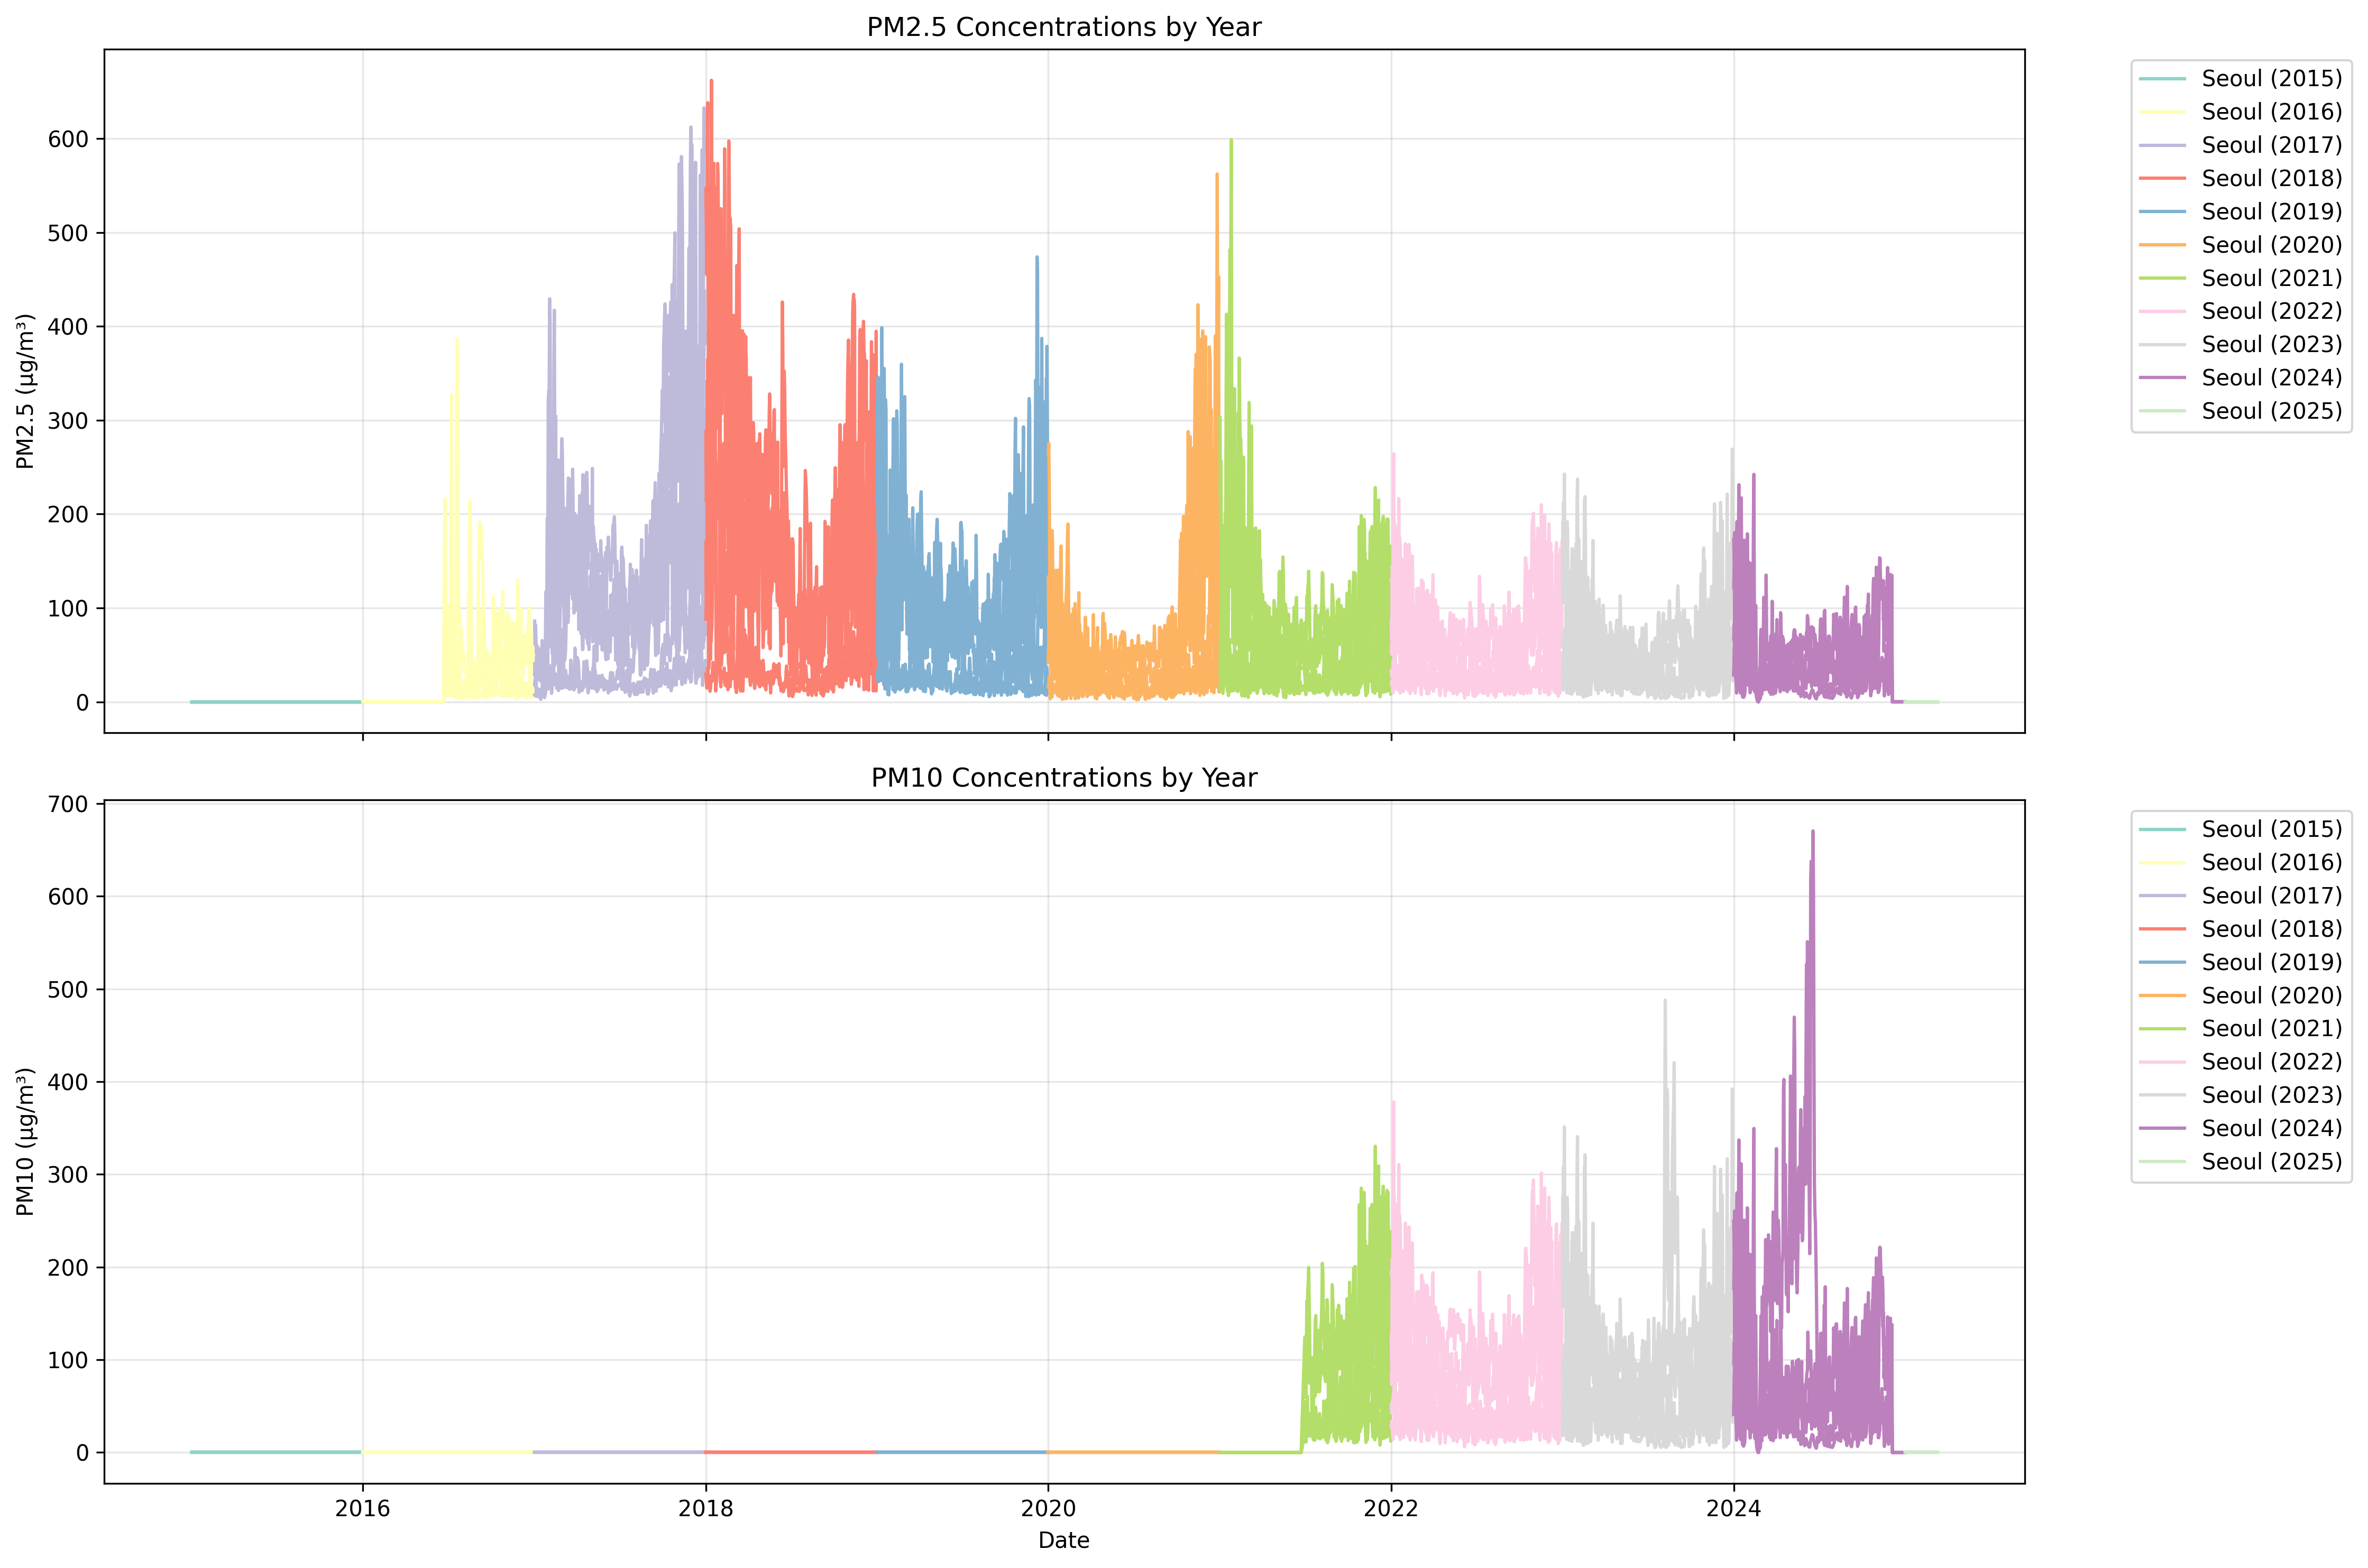 PM2.5 Concentrations by Year
PM2.5 (μg/m³)
600
500
400
300
200
100
0
Seoul (2015)
Seoul (2016)
Seoul (2017)
Seoul (2018)
Seoul (2019)
Seoul (2020)
Seoul (2021)
Seoul (2022)
Seoul (2023)
Seoul (2024)
Seoul (2025)
PM10 Concentrations by Year
PM10 (μg/m³)
700
600
500
400
300
200
100
0
2016 2018 2020 2022 2024
Date
Seoul (2015)
Seoul (2016)
Seoul (2017)
Seoul (2018)
Seoul (2019)
Seoul (2020)
Seoul (2021)
Seoul (2022)
Seoul (2023)
Seoul (2024)
Seoul (2025)